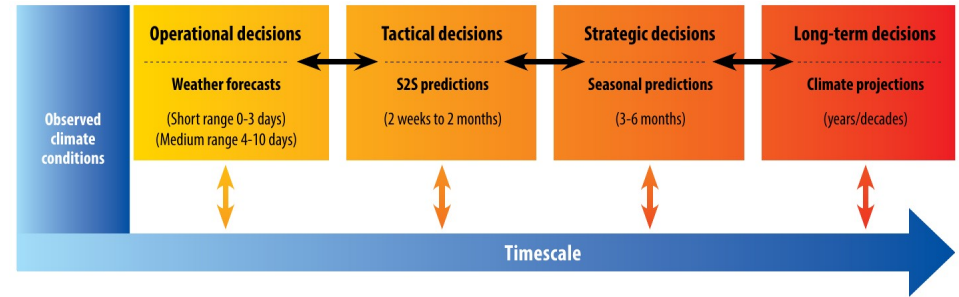 Observed
climate
conditions
Operational decisions
Weather forecasts
(Short range 0-3 days)
(Medium range 4-10 days)
Tactical decisions
S2S predictions
(2 weeks to 2 months)
Strategic decisions
Seasonal predictions
(3-6 months)
Long-term decisions
Climate projections
(years/decades)
Timescale